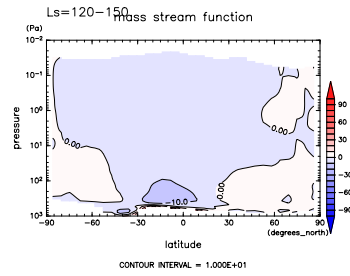 Ls=120-150
mass stream function
(Pa)
10−2
10−1
100
101
102
103
pressure
0.00
0.00
0.00
−10.0
90
60
30
0
−30
−60
−90
−90 −60 −30 0 30 60 90
(degrees_north)
latitude
CONTOUR INTERVAL = 1.000E+01